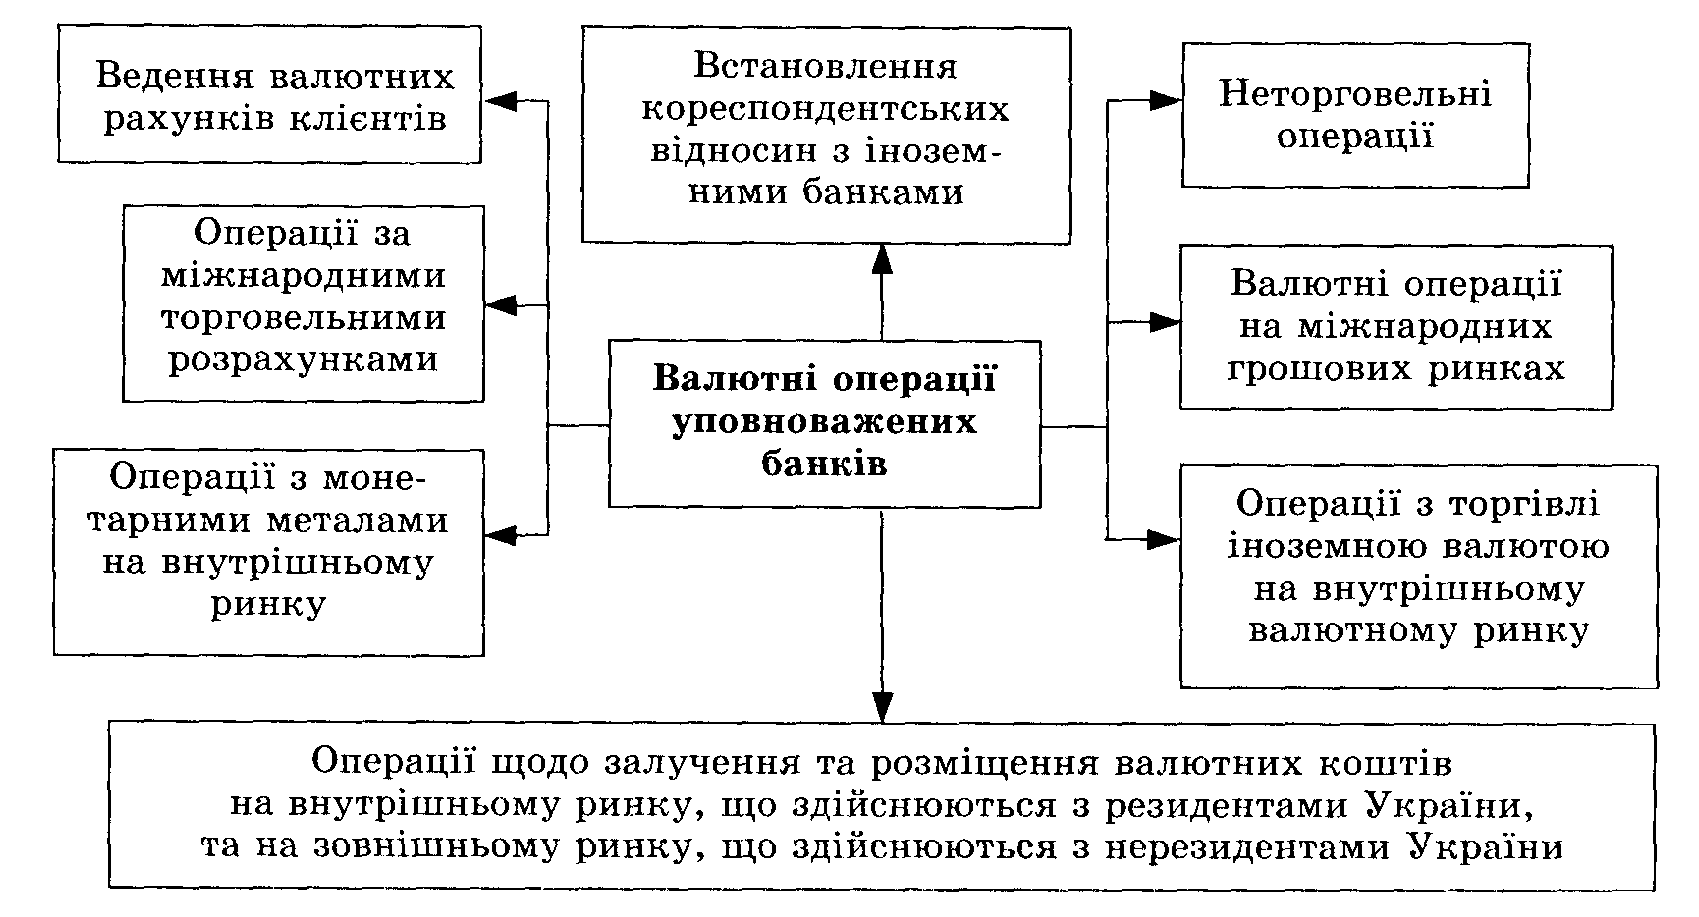 Ведення валютних
рахунків клієнтів
Встановлення
кореспондентських
відносин з інозем-
ними банками
Неторговельні
операції
Операції за
міжнародними
торговельними
розрахунками
Валютні операції
на міжнародних
грошових ринках
Валютні операції
уповноважених
банків
Операції з моне-
тарними металами
на внутрішньому
ринку
Операції з торгівлі
іноземною валютою
на внутрішньому
валютному ринку
Операції щодо залучення та розміщення валютних коштів
на внутрішньому ринку, що здійснюються з резидентами України,
та на зовнішньому ринку, що здійснюються з нерезидентами України